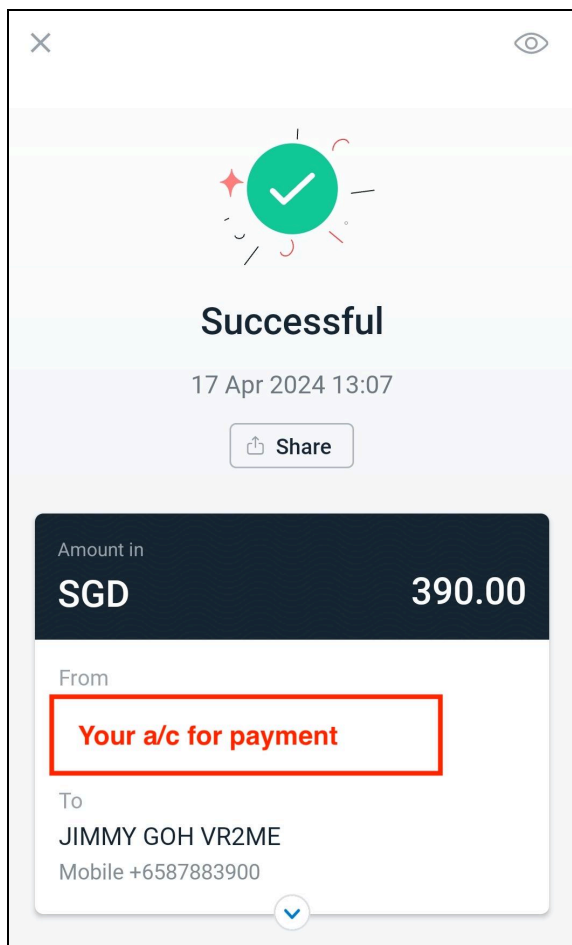 Successful
17 Apr 2024 13:07
Share
Amount in
SGD 390.00
From
Your a/c for payment
To
JIMMY GOH VR2ME
Mobile +6587883900